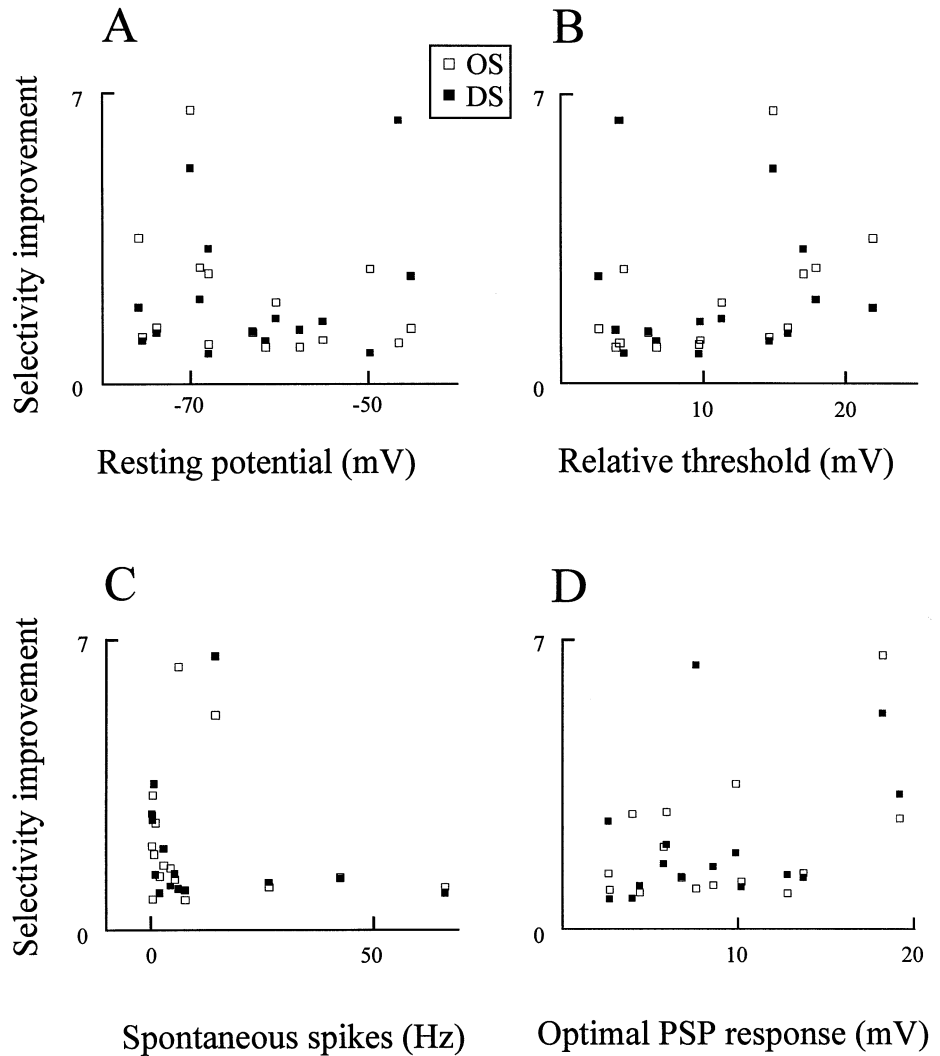 A
B
OS
DS
Selectivity improvement
7
0
-70
-50
Resting potential (mV)
7
0
10
20
Relative threshold (mV)
C
D
Selectivity improvement
7
0
0
50
Spontaneous spikes (Hz)
7
0
10
20
Optimal PSP response (mV)